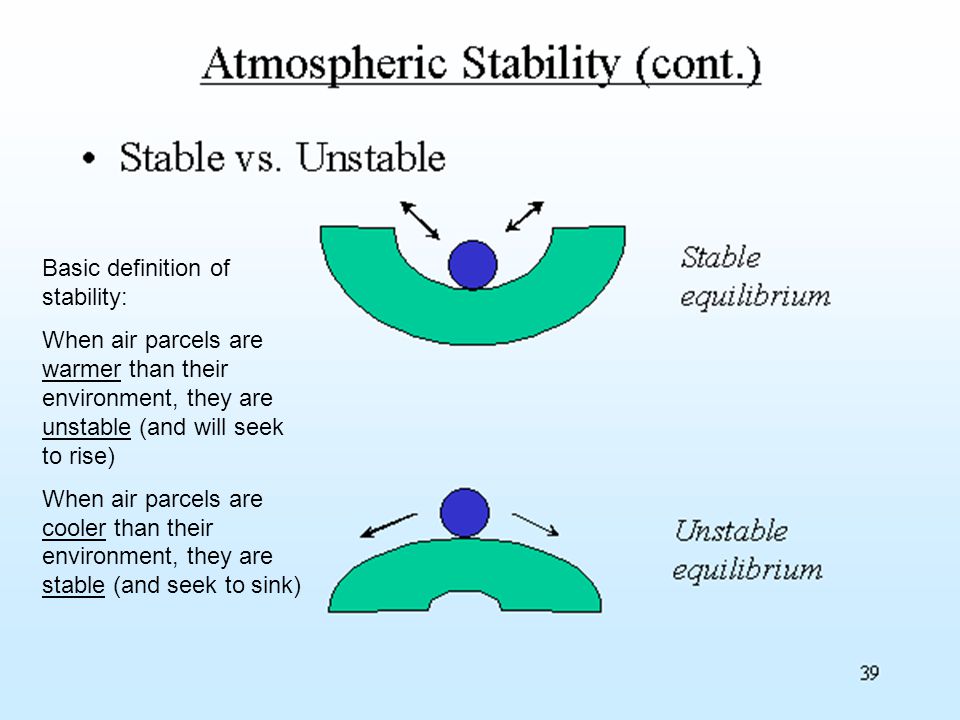 Atmospheric Stability (cont.)
• Stable vs. Unstable
Basic definition of
stability:
When air parcels are
warmer than their
environment, they are
unstable (and will seek
to rise)
When air parcels are
cooler than their
environment, they are
stable (and seek to sink)
Stable
equilibrium
Unstable
equilibrium
39